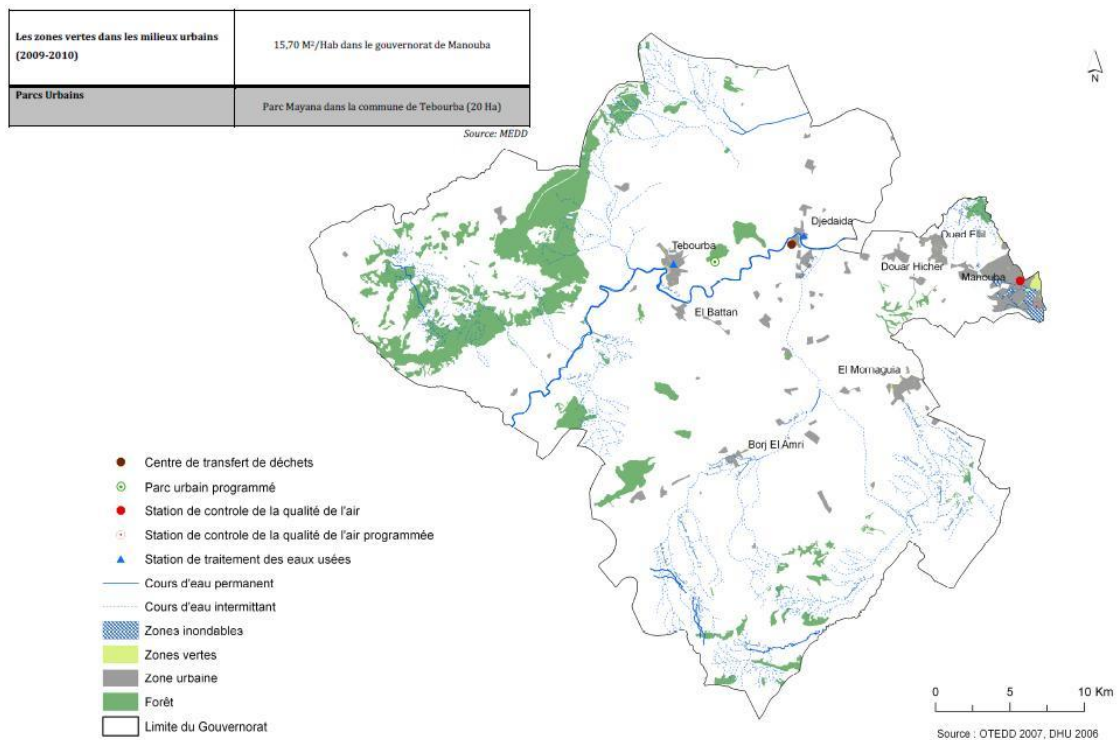 Les zones vertes dans les milieux urbains
(2009-2010)
15,70 M²/Hab dans le gouvernorat de Manouba
Parcs Urbains
Parc Mayana dans la commune de Tebourba (20 Ha)
Source: MEDD
N
Djedaida
Tebourba
Oued Ellil
Douar Hicher
Manouba
El Battan
El Mornaguia
Borj El Amri
Centre de transfert de déchets
Parc urbain programmé
Station de controle de la qualité de l'air
Station de controle de la qualité de l'air programmée
Station de traitement des eaux usées
Cours d'eau permanent
Cours d'eau intermittant
Zones inondables
Zones vertes
Zone urbaine
Forêt
Limite du Gouvernorat
0 5 10 Km
Source : OTEDD 2007, DHU 2006